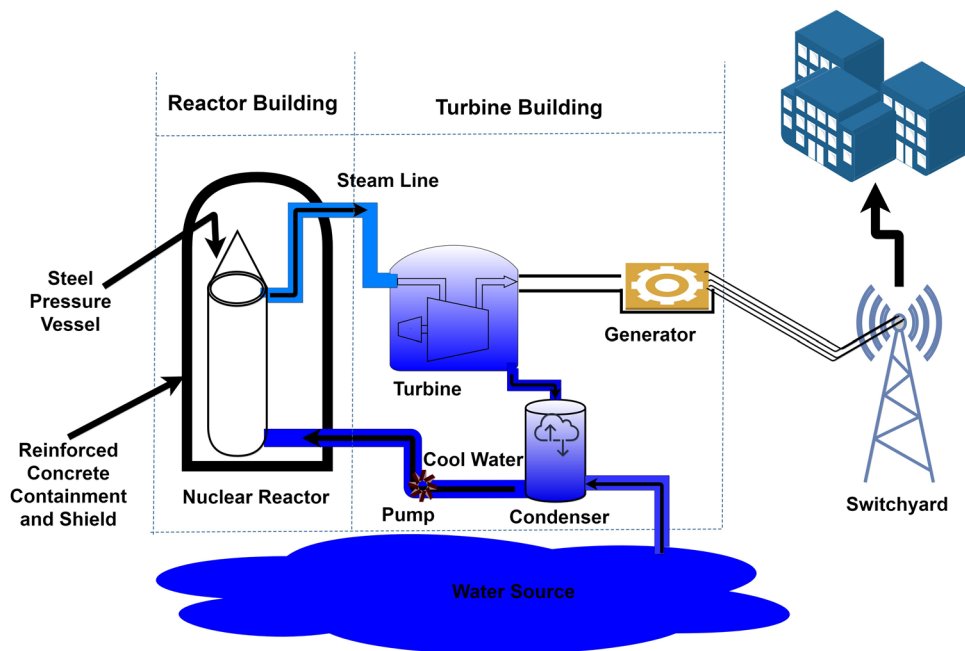 Reactor Building
Turbine Building
Steam Line
Steel
Pressure
Vessel
Generator
Turbine
Reinforced
Concrete
Containment
and Shield
Cool Water
Nuclear Reactor
Pump
Condenser
Switchyard
Water Source